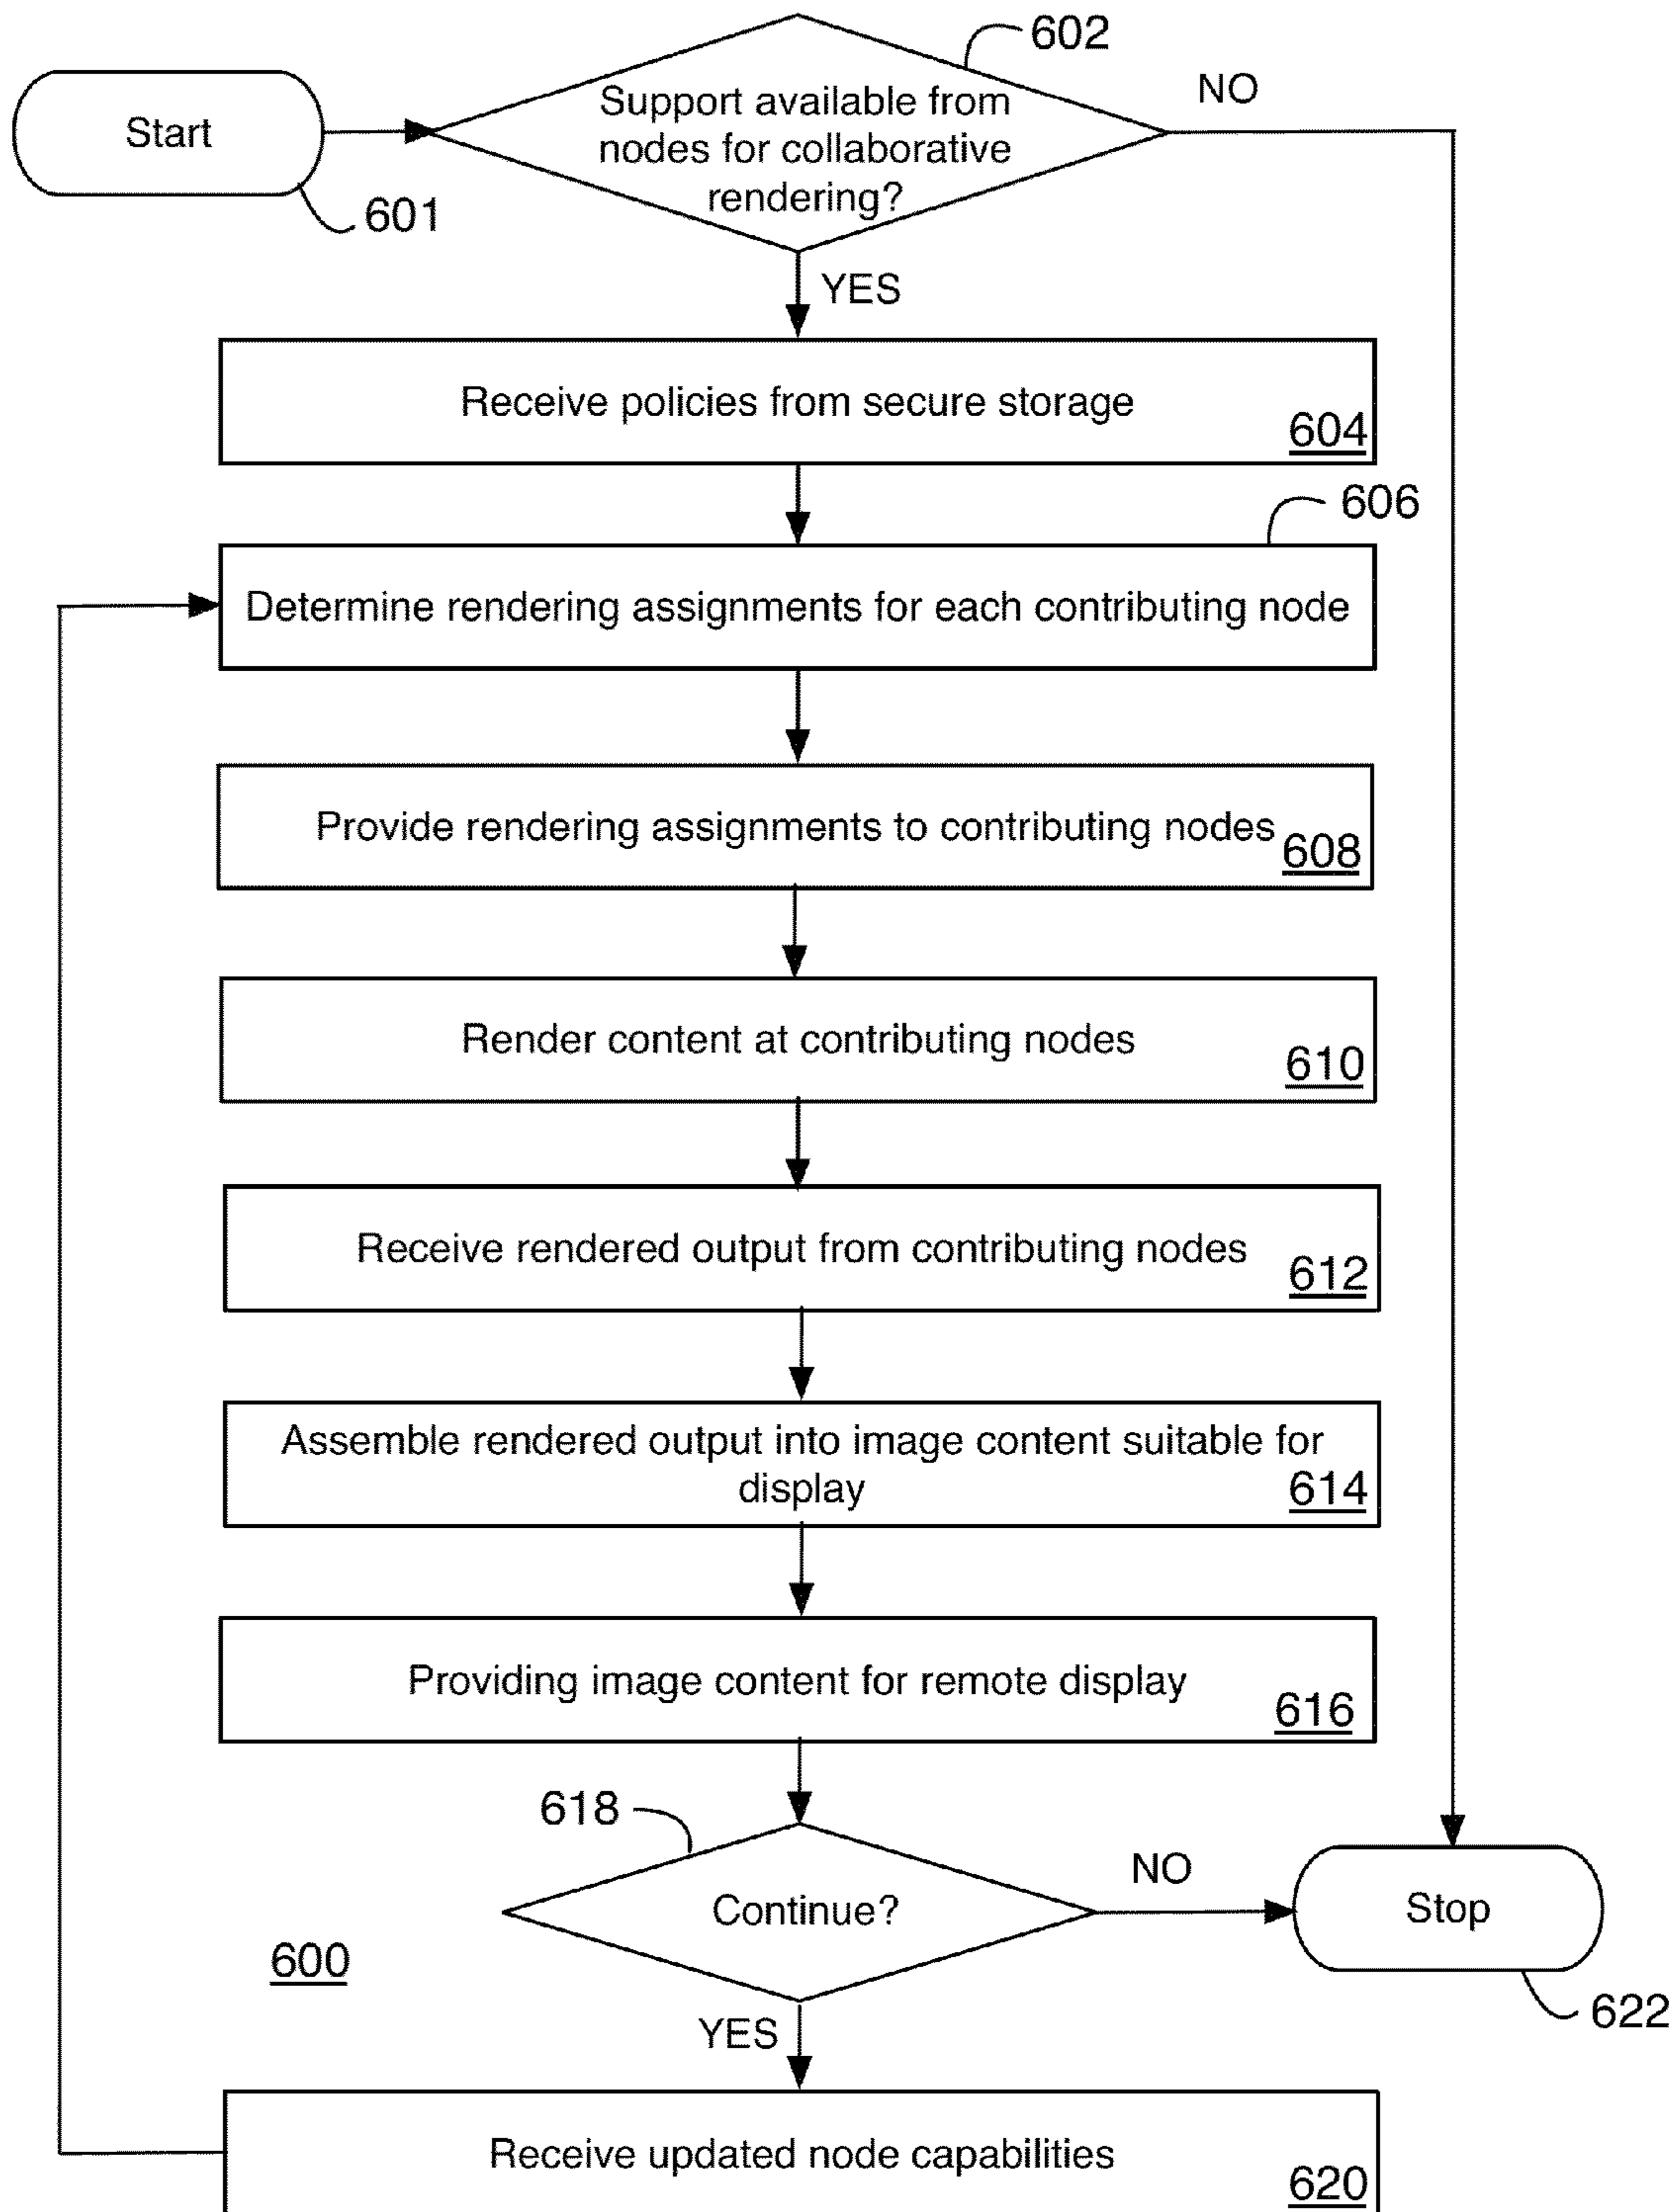 602
Support available from
nodes for collaborative
rendering?
NO
Start
601
YES
Receive policies from secure storage
604
606
Determine rendering assignments for each contributing node
Provide rendering assignments to contributing nodes
608
Render content at contributing nodes
610
Receive rendered output from contributing nodes
612
Assemble rendered output into image content suitable for
display
614
Providing image content for remote display
616
618
Continue?
NO
Stop
600
622
YES
Receive updated node capabilities
620